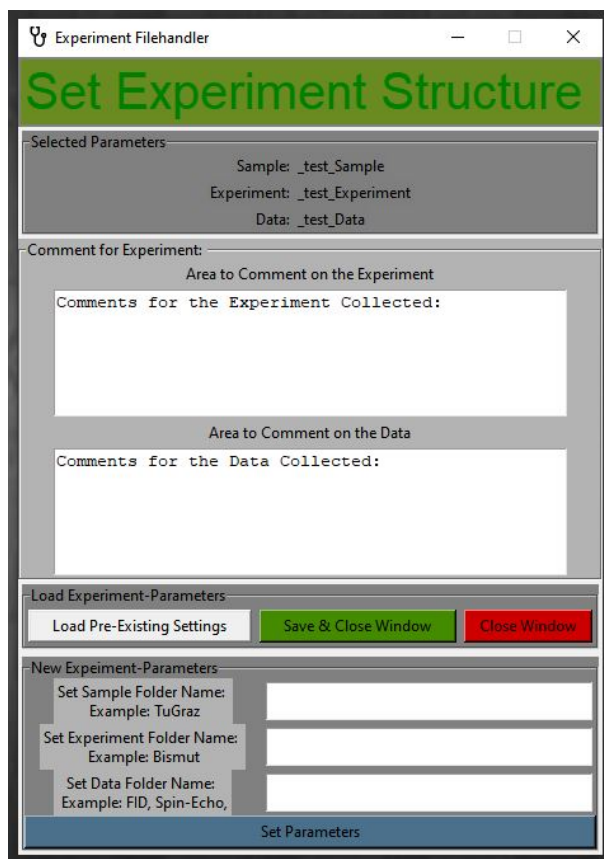 Experiment Filehandler
Set Experiment Structure
Selected Parameters
Sample: _test_Sample
Experiment: _test_Experiment
Data: _test_Data
Comment for Experiment:
Area to Comment on the Experiment
Comments for the Experiment Collected:
Area to Comment on the Data
Comments for the Data Collected:
Load Experiment-Parameters
Load Pre-Existing Settings Save & Close Window Close Window
New Expeiment-Parameters
Set Sample Folder Name:
Example: TuGraz
Set Experiment Folder Name:
Example: Bismut
Set Data Folder Name:
Example: FID, Spin-Echo,
Set Parameters